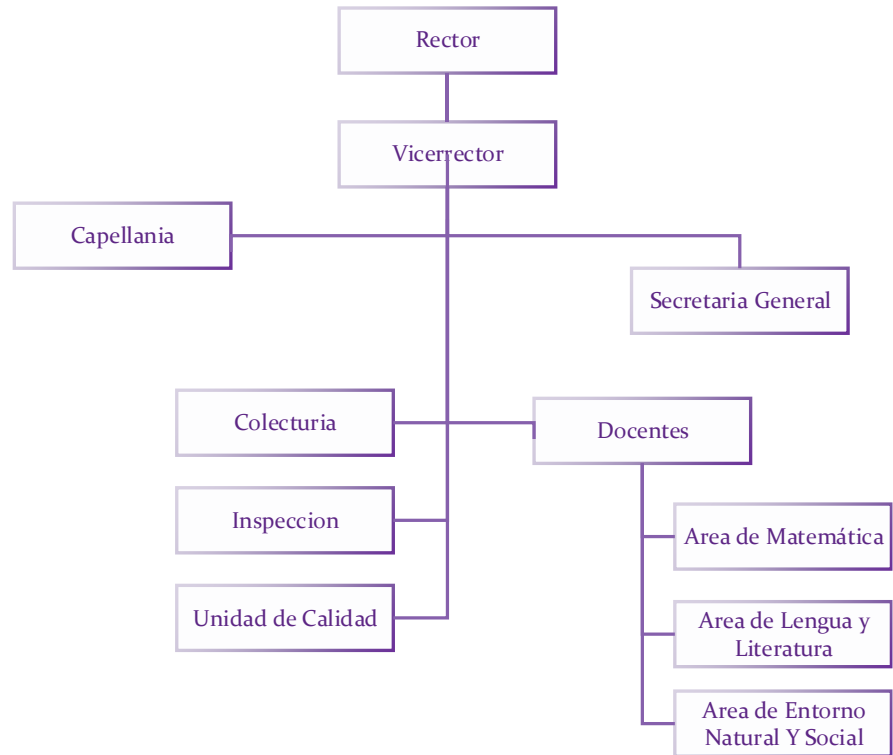 Rector
Vicerrector
Capellania
Secretaria General
Colecturia
Docentes
Inspeccion
Area de Matemática
Unidad de Calidad
Area de Lengua y
Literatura
Area de Entorno
Natural Y Social